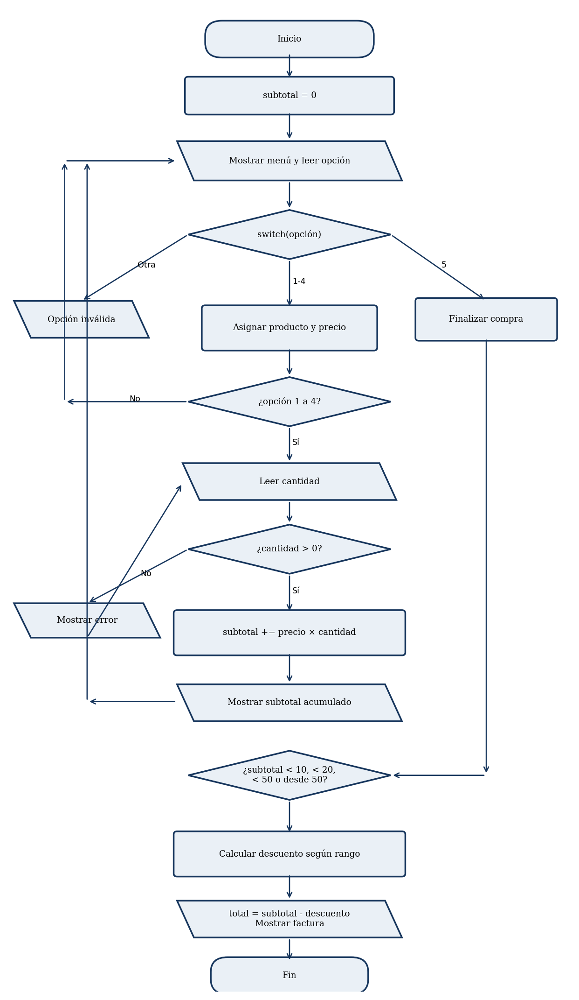 Inicio
subtotal = 0
Mostrar menú y leer opción
switch(opción)
Otra
5
1-4
Opción inválida
Asignar producto y precio
Finalizar compra
¿opción 1 a 4?
No
Sí
Leer cantidad
¿cantidad > 0?
No
Sí
Mostrar error
subtotal += precio × cantidad
Mostrar subtotal acumulado
¿subtotal < 10, < 20,
< 50 o desde 50?
Calcular descuento según rango
total = subtotal - descuento
Mostrar factura
Fin